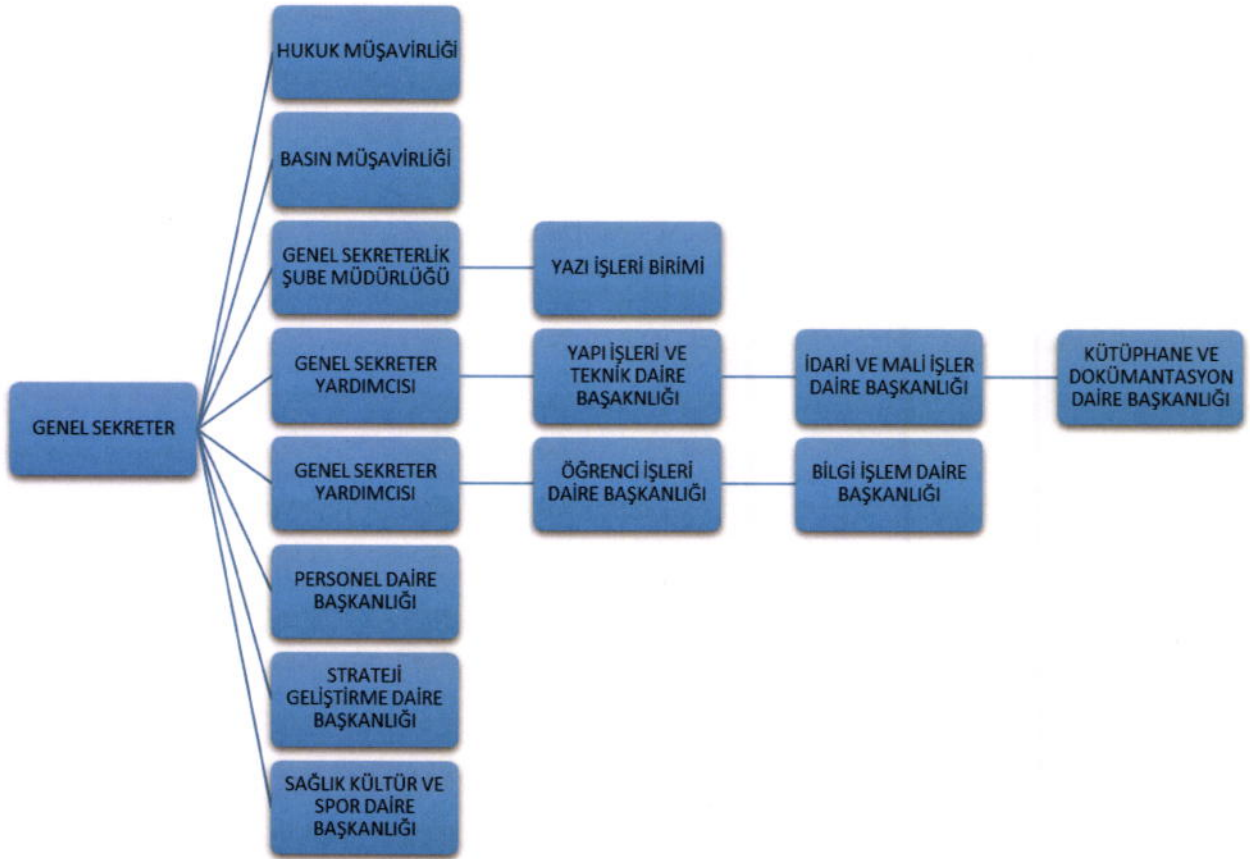 HUKUK MÜŞAVİRLİĞİ
BASIN MÜŞAVİRLİĞİ
GENEL SEKRETERLİK
ŞUBE MÜDÜRLÜĞÜ
YAZI İŞLERİ BİRİMİ
GENEL SEKRETER
YARDIMCISI
YAPI İŞLERİ VE
TEKNİK DAİRE
BAŞAKNLIĞI
İDARİ VE MALİ İŞLER
DAİRE BAŞKANLIĞI
KÜTÜPHANE VE
DOKÜMANTASYON
DAİRE BAŞKANLIĞI
GENEL SEKRETER
GENEL SEKRETER
YARDIMCISI
ÖĞRENCİ İŞLERİ
DAİRE BAŞKANLIĞI
BİLGİ İŞLEM DAİRE
BAŞKANLIĞI
PERSONEL DAİRE
BAŞKANLIĞI
STRATEJİ
GELİŞTİRME DAİRE
BAŞKANLIĞI
SAĞLIK KÜLTÜR VE
SPOR DAİRE
BAŞKANLIĞI